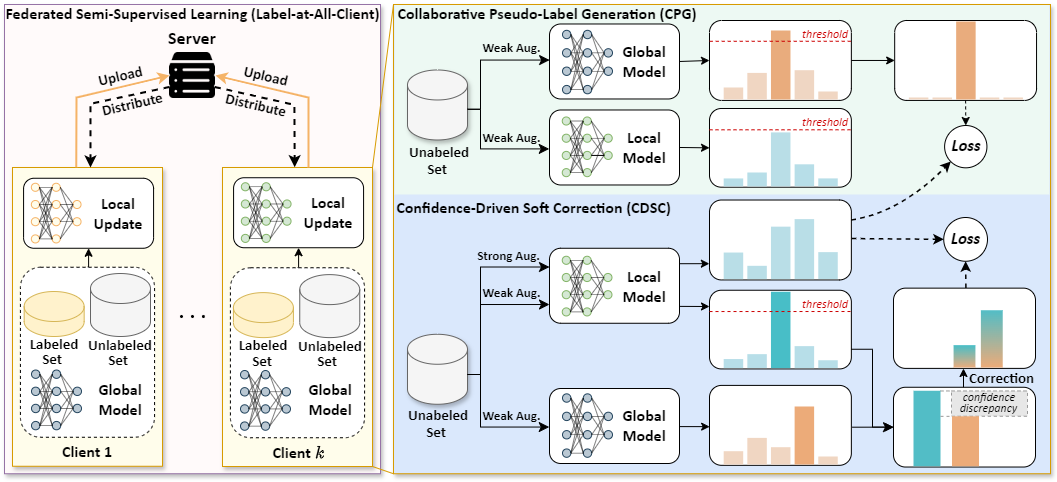 Federated Semi-Supervised Learning (Label-at-All-Client)
Server
Upload
Upload
Distribute
Distribute
Local
Update
Local
Update
Labeled
Set
Unlabeled Set
Global
Model
Client 1
. . .
Labeled
Set
Unlabeled Set
Global
Model
Client k
Collaborative Pseudo-Label Generation (CPG)
Weak Aug.
Global
Model
threshold
Unabeled
Set
Weak Aug.
Local
Model
threshold
Loss
Confidence-Driven Soft Correction (CDSC)
Strong Aug.
Weak Aug.
Local
Model
Loss
threshold
Unabeled
Set
Weak Aug.
Global
Model
Correction
confidence
discrepancy